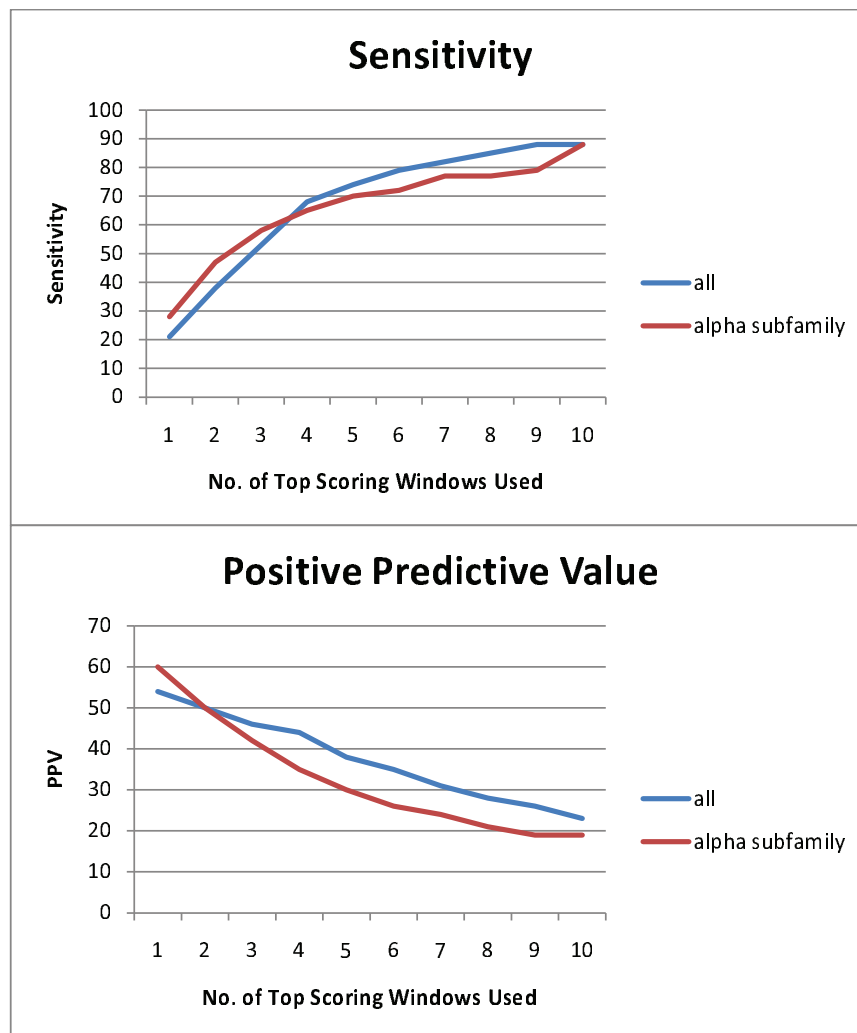 Sensitivity
100
90
80
70
60
50
40
30
20
10
0
Sensitivity
1 2 3 4 5 6 7 8 9 10
No. of Top Scoring Windows Used
all
alpha subfamily
Positive Predictive Value
70
60
50
40
30
20
10
0
PPV
1 2 3 4 5 6 7 8 9 10
No. of Top Scoring Windows Used
all
alpha subfamily